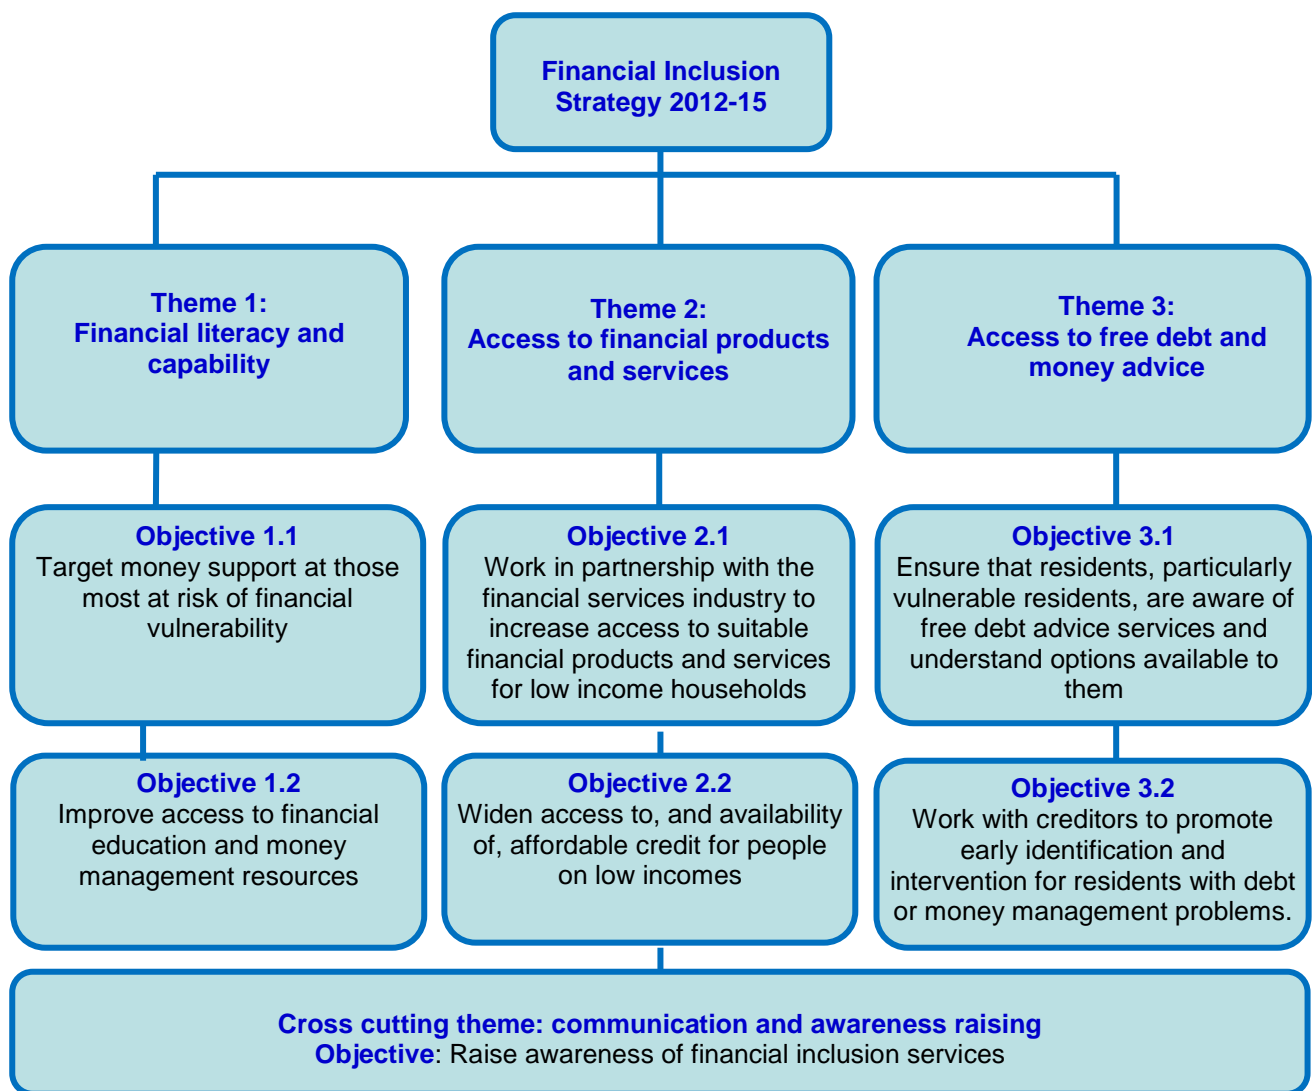 Financial Inclusion
Strategy 2012-15
Theme 1:
Financial literacy and
capability
Theme 2:
Access to financial products
and services
Theme 3:
Access to free debt and
money advice
Objective 1.1
Target money support at those
most at risk of financial
vulnerability
Objective 2.1
Work in partnership with the
financial services industry to
increase access to suitable
financial products and services
for low income households
Objective 3.1
Ensure that residents, particularly
vulnerable residents, are aware of
free debt advice services and
understand options available to
them
Objective 1.2
Improve access to financial
education and money
management resources
Objective 2.2
Widen access to, and availability
of, affordable credit for people
on low incomes
Objective 3.2
Work with creditors to promote
early identification and
intervention for residents with debt
or money management problems.
Cross cutting theme: communication and awareness raising
Objective: Raise awareness of financial inclusion services